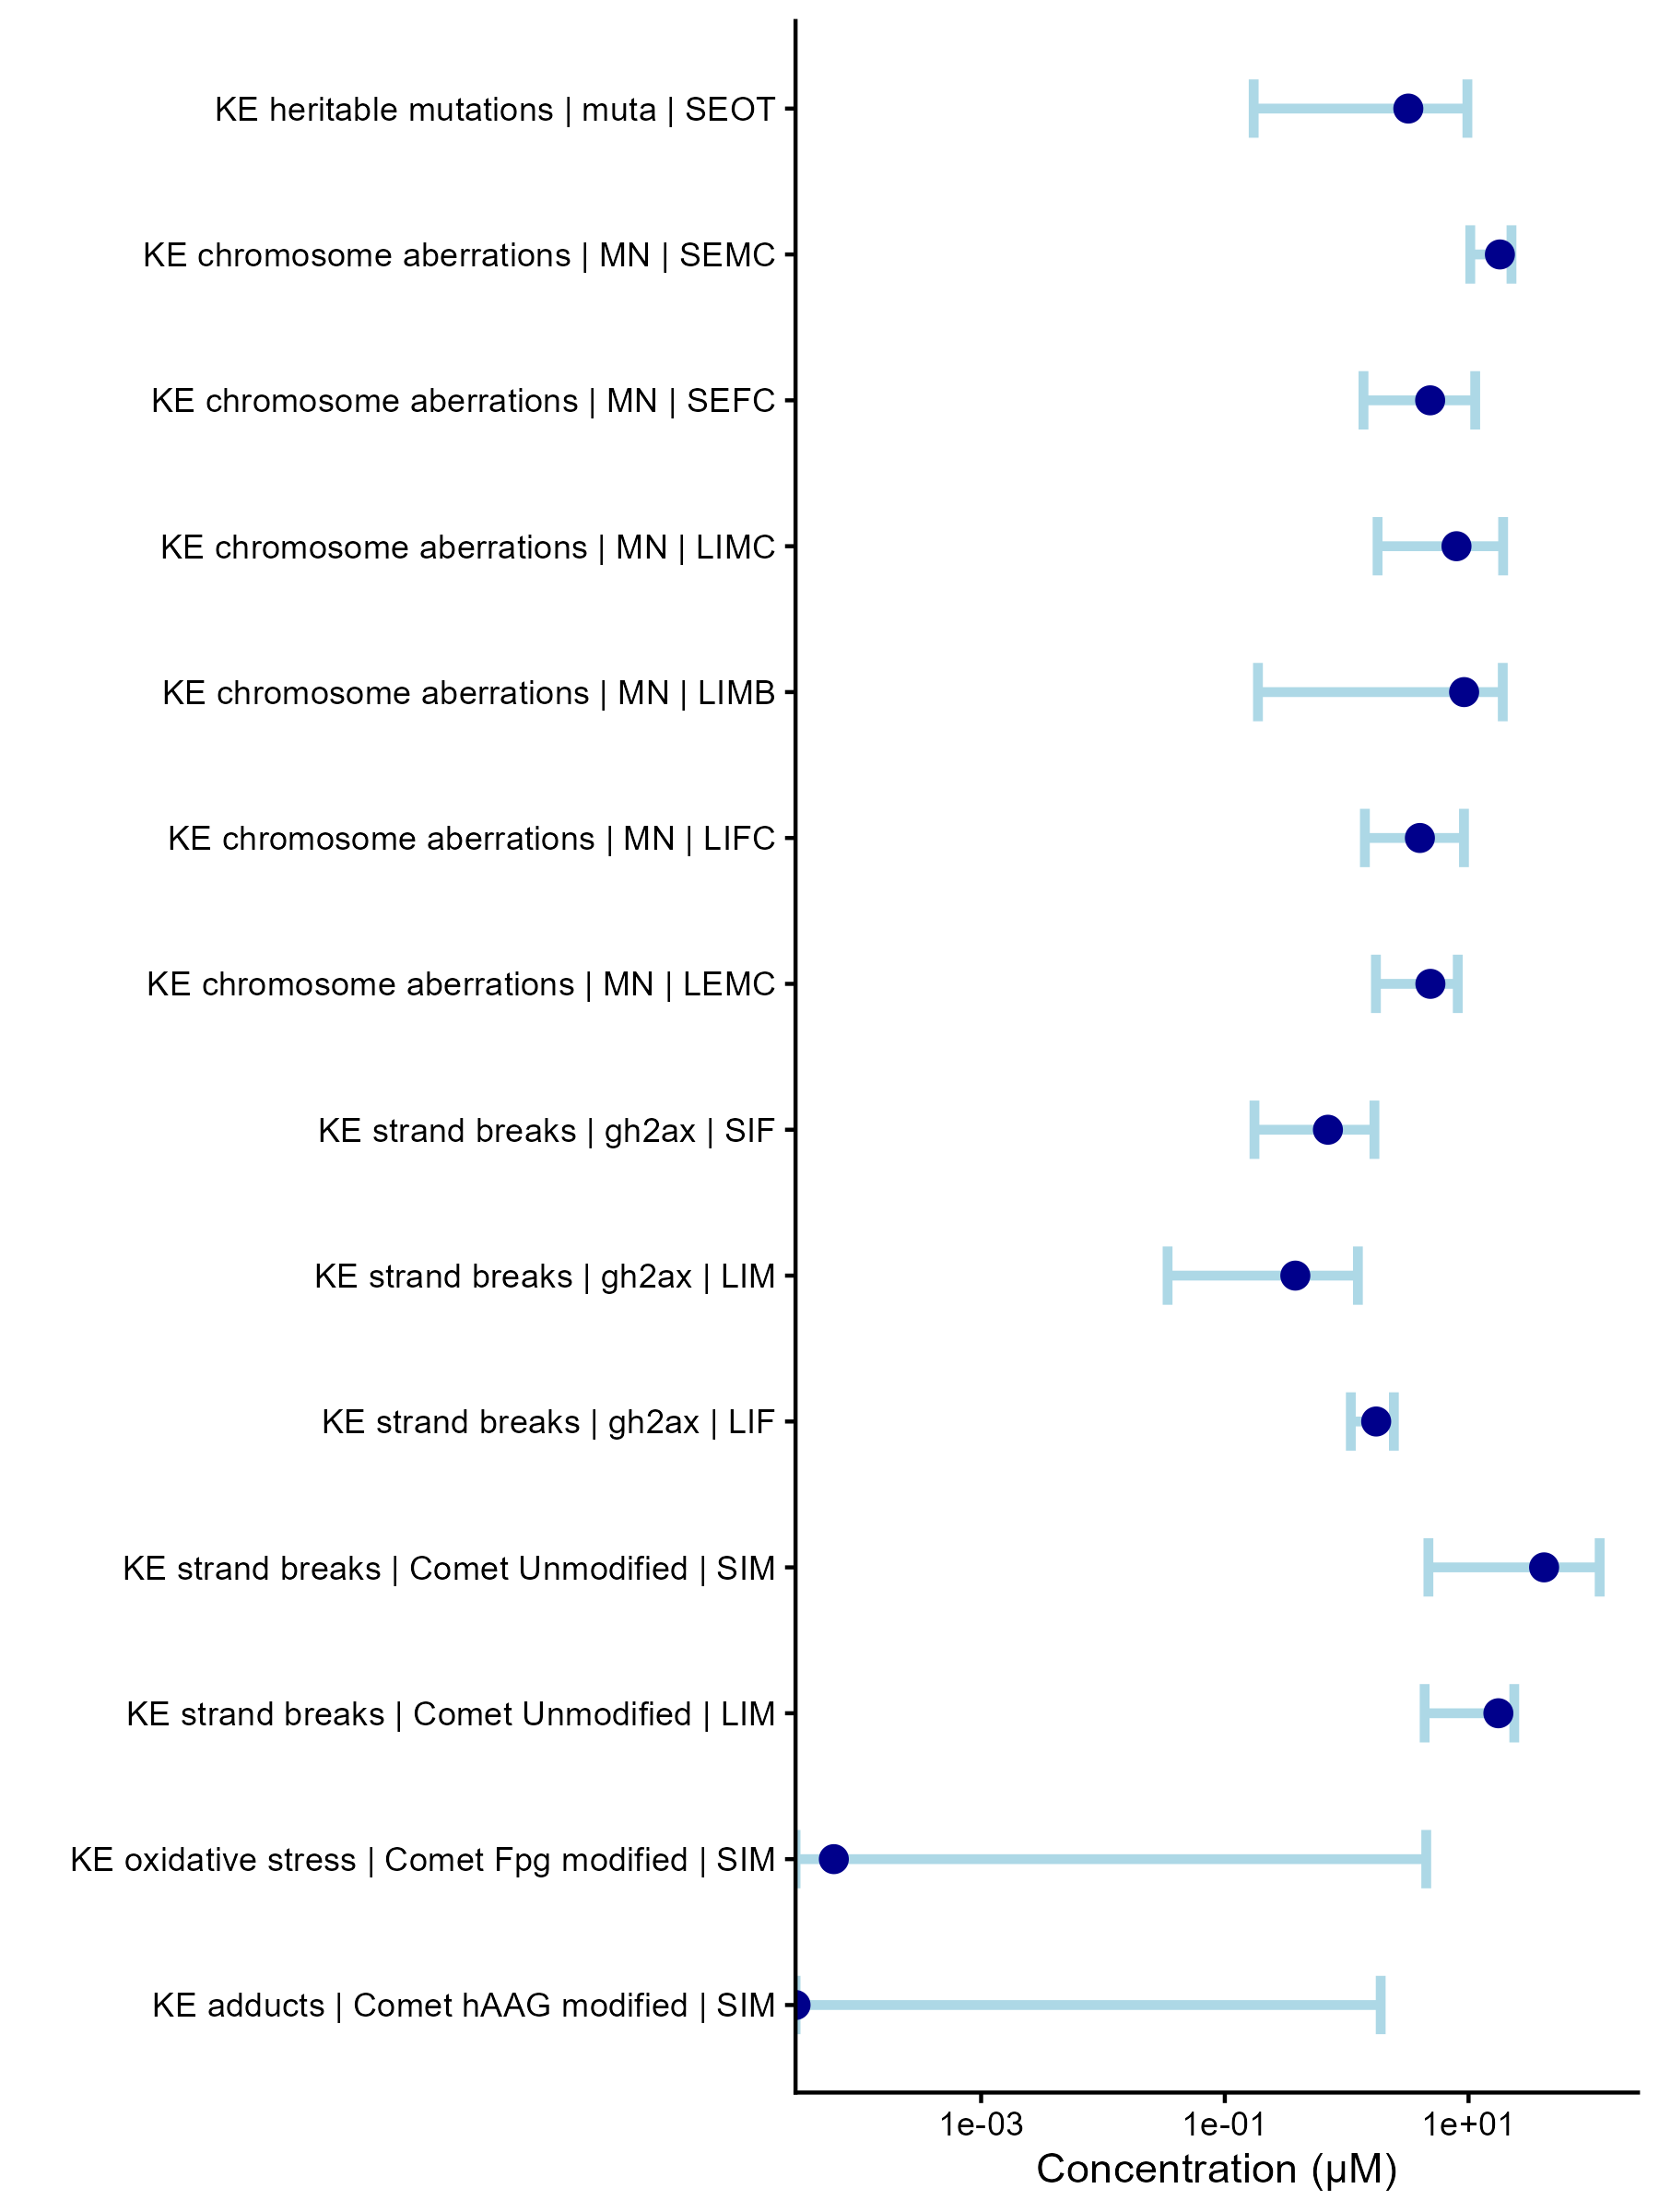 KE heritable mutations | muta | SEOT
KE chromosome aberrations | MN | SEMC
KE chromosome aberrations | MN | SEFC
KE chromosome aberrations | MN | LIMC
KE chromosome aberrations | MN | LIMB
KE chromosome aberrations | MN | LIFC
KE chromosome aberrations | MN | LEMC
KE strand breaks | gh2ax | SIF
KE strand breaks | gh2ax | LIM
KE strand breaks | gh2ax | LIF
KE strand breaks | Comet Unmodified | SIM
KE strand breaks | Comet Unmodified | LIM
KE oxidative stress | Comet Fpg modified | SIM
KE adducts | Comet hAAG modified | SIM
1e-03 1e-01 1e+01
Concentration (µM)